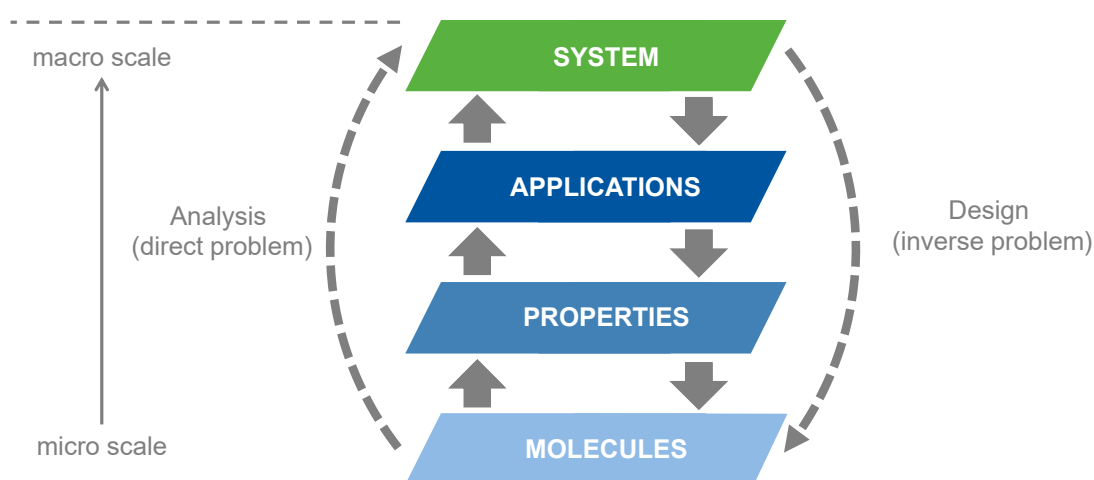 macro scale
SYSTEM
APPLICATIONS
Analysis
(direct problem)
Design
(inverse problem)
PROPERTIES
micro scale
MOLECULES